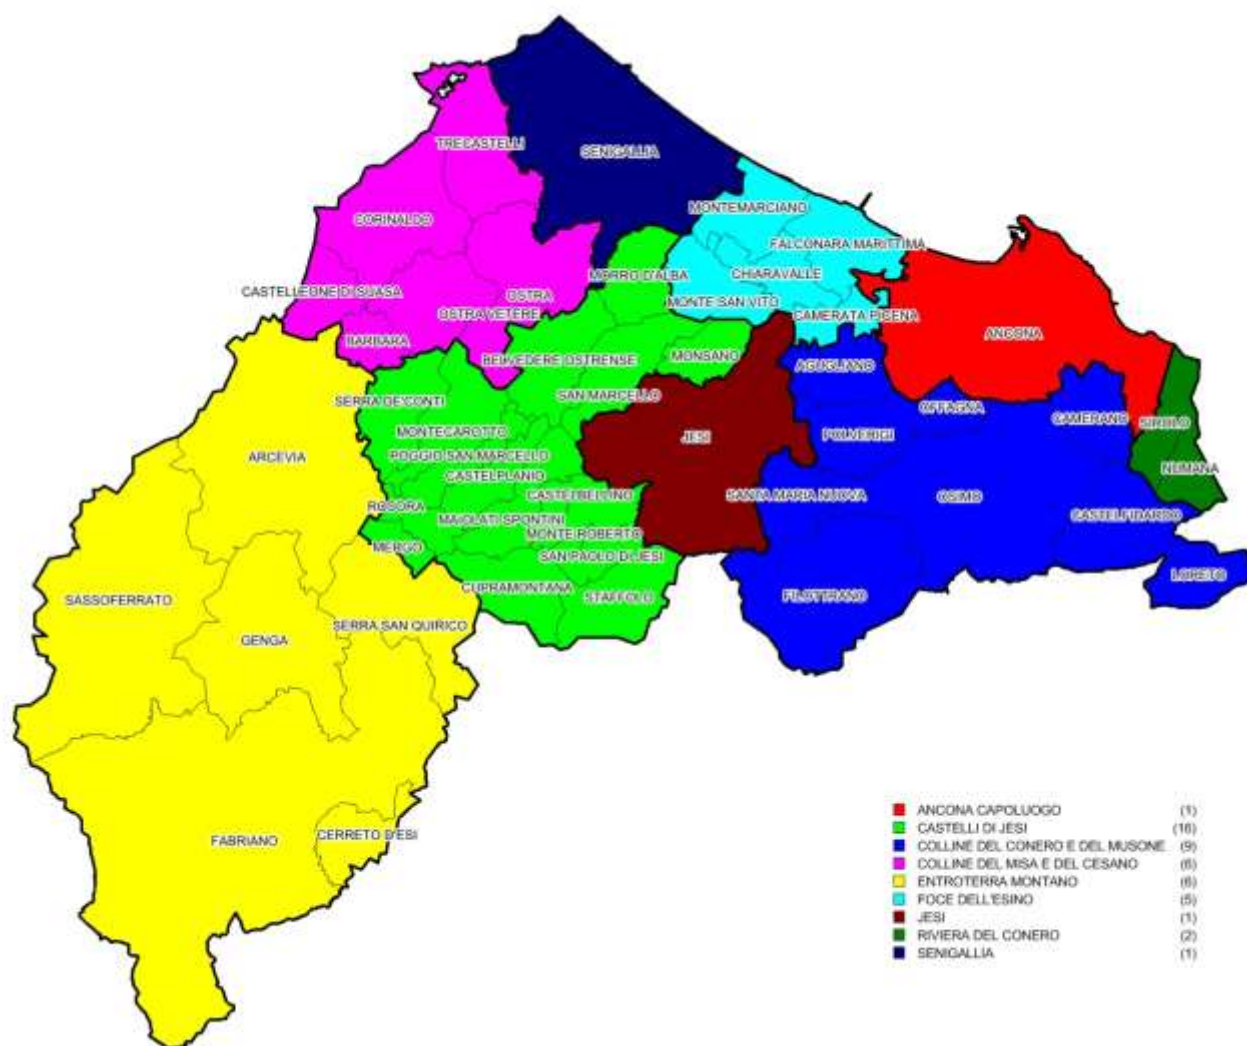 TRECASTELLI
SENIGALLIA
MONTEMARCIANO
CORINALDO
FALCONARA MARITTIMA
MORRO D'ALBA
CHIARAVALLE
CASTELLEONE DI SUASA
OSTRA
MONTE SAN VITO
OSTRA VETERE
CAMERATA PICENA
ANCONA
BARBARA
BELVEDERE OSTRENSE
MONSANO
AGUGLIANO
SERRA DE'CONTI
SAN MARCELLO
OFFAGNA
CAMERANO
SIROLO
MONTECAROTTO
JESI
POLVERIGI
ARCEVIA
POGGIO SAN MARCELLO
NUMANA
CASTELPLANIO
CASTELBELLINO
SANTA MARIA NUOVA
OSIMO
ROSORA
MAIOLATI SPONTINI
CASTELFIDARDO
MONTE ROBERTO
MERGO
SAN PAOLO DI JESI
LORETO
CUPRAMONTANA
STAFFOLO
FILOTTRANO
SASSOFERRATO
SERRA SAN QUIRICO
GENGA
FABRIANO
CERRETO D'ESI
ANCONA CAPOLUOGO (1)
CASTELLI DI JESI (16)
COLLINE DEL CONERO E DEL MUSONE (9)
COLLINE DEL MISA E DEL CESANO (6)
ENTROTERRA MONTANO (6)
FOCE DELL'ESINO (5)
JESI (1)
RIVIERA DEL CONERO (2)
SENIGALLIA (1)